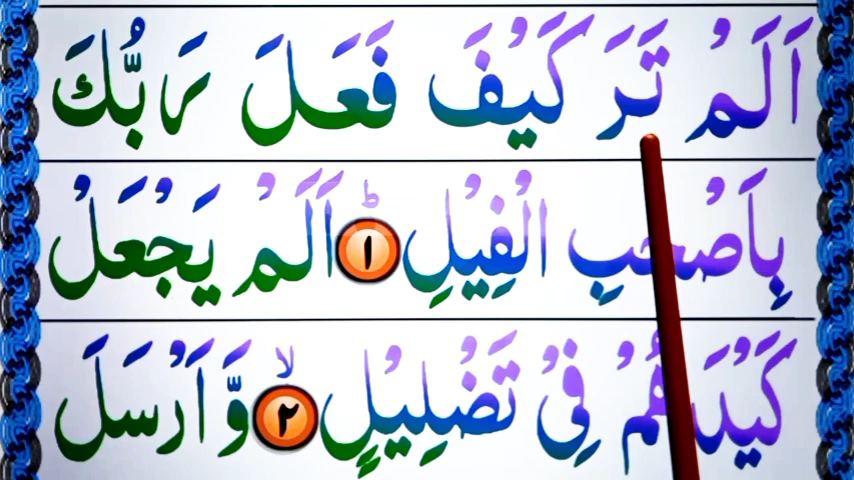 اَلَمْ تَرَ كَيْفَ فَعَلَ رَبُّكَ
بِاَصْحٰبِ الْفِيْلِ ؕ ١ اَلَمْ يَجْعَلْ
كَيْدَهُمْ فِيْ تَضْلِيْلٍ ۙ ٢ وَّاَرْسَلَ